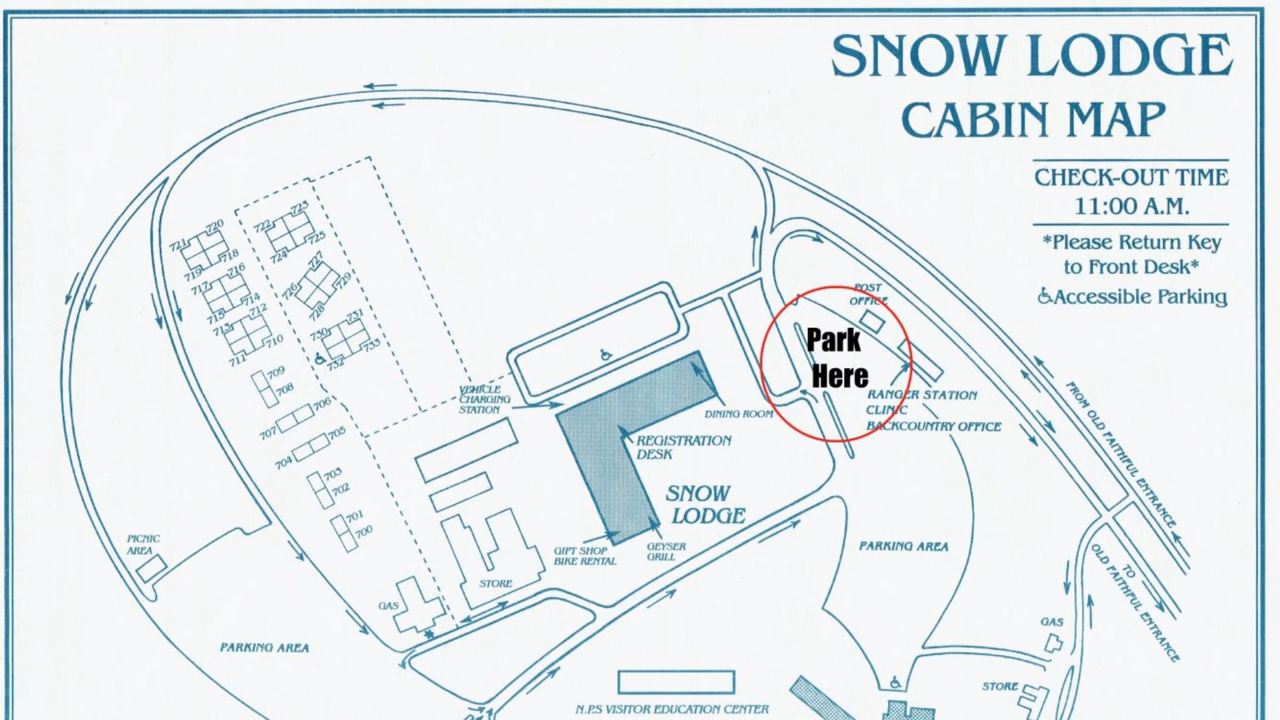 SNOW LODGE
CABIN MAP
CHECK-OUT TIME
11:00 A.M.
*Please Return Key
to Front Desk*
♿Accessible Parking
721
720
719
718
717
716
715
714
713
712
711
710
709
708
707
706
704
705
703
702
701
700
722
723
724
725
726
727
728
729
730
731
732
733
POST
OFFICE
Park
Here
RANGER STATION
CLINIC
BACKCOUNTRY OFFICE
VEHICLE
CHARGING
STATION
DINING ROOM
REGISTRATION
DESK
SNOW
LODGE
GIFT SHOP
BIKE RENTAL
GEYSER
GRILL
STORE
GAS
PICNIC
AREA
PARKING AREA
PARKING AREA
FROM OLD FAITHFUL ENTRANCE
TO
OLD FAITHFUL ENTRANCE
GAS
STORE
N.P.S VISITOR EDUCATION CENTER